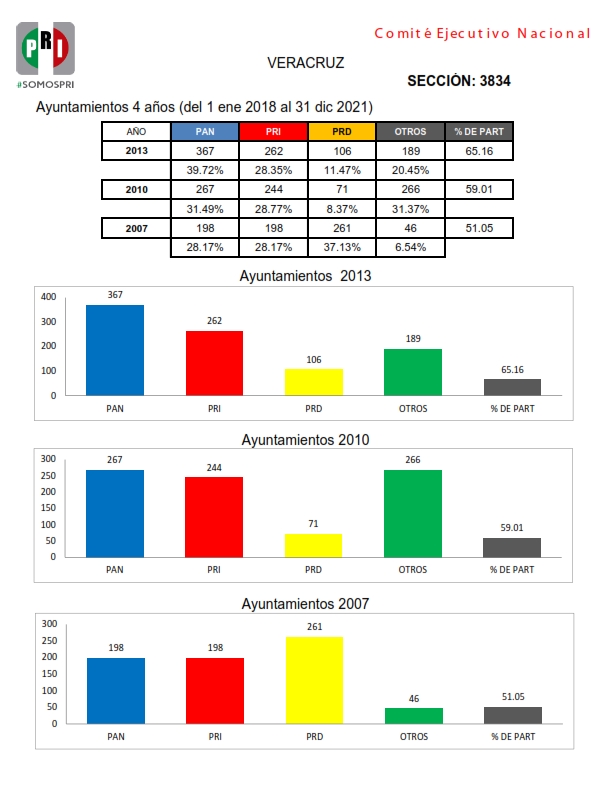 Comité Ejecutivo Nacional
PRI
#SOMOSPRI
VERACRUZ
SECCIÓN: 3834
Ayuntamientos 4 años (del 1 ene 2018 al 31 dic 2021)
AÑO PAN PRI PRD OTROS % DE PART
2013 367 262 106 189 65.16
39.72% 28.35% 11.47% 20.45%
2010 267 244 71 266 59.01
31.49% 28.77% 8.37% 31.37%
2007 198 198 261 46 51.05
28.17% 28.17% 37.13% 6.54%
Ayuntamientos 2013
400
300
200
100
0
367
262
106
189
65.16
PAN PRI PRD OTROS % DE PART
Ayuntamientos 2010
300
250
200
150
100
50
0
267
244
71
266
59.01
PAN PRI PRD OTROS % DE PART
Ayuntamientos 2007
300
250
200
150
100
50
0
198
198
261
46
51.05
PAN PRI PRD OTROS % DE PART